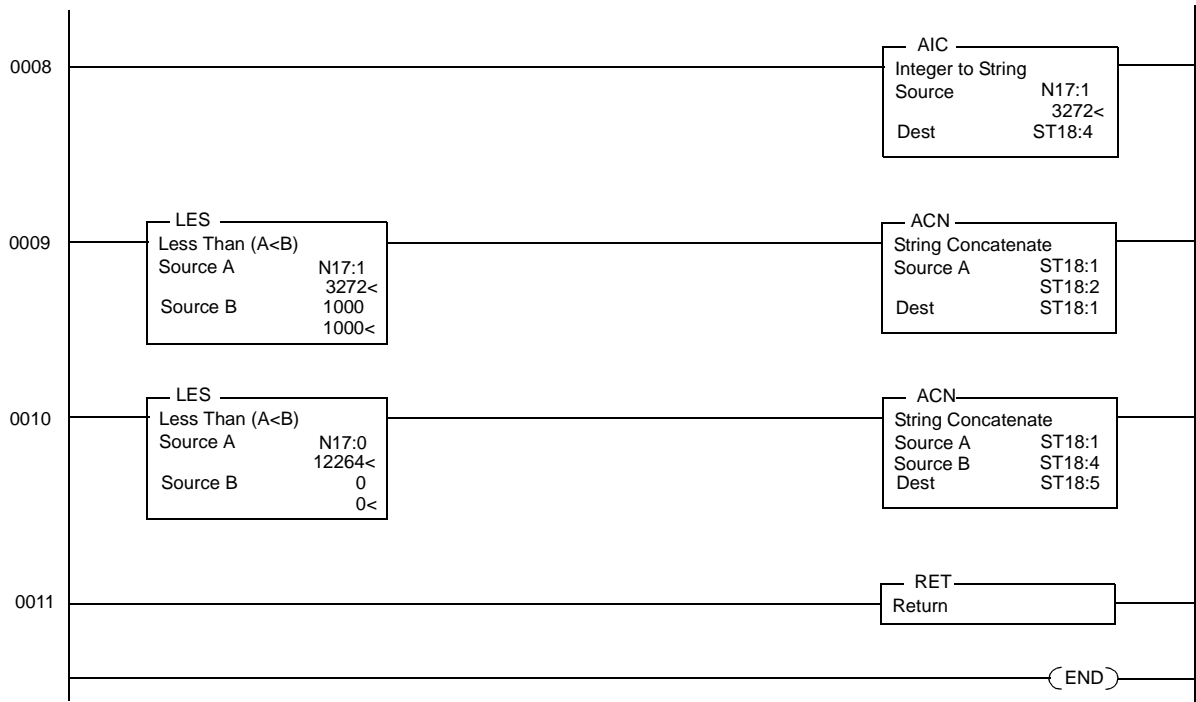 AIC
0008
Integer to String
Source N17:1
3272<
Dest ST18:4
LES
ACN
0009
Less Than (A<B)
String Concatenate
Source A N17:1
Source A ST18:1
3272<
ST18:2
Source B 1000
Dest ST18:1
1000<
LES
ACN
0010
Less Than (A<B)
String Concatenate
Source A N17:0
Source A ST18:1
12264<
Source B ST18:4
Source B 0
Dest ST18:5
0<
RET
0011
Return
END